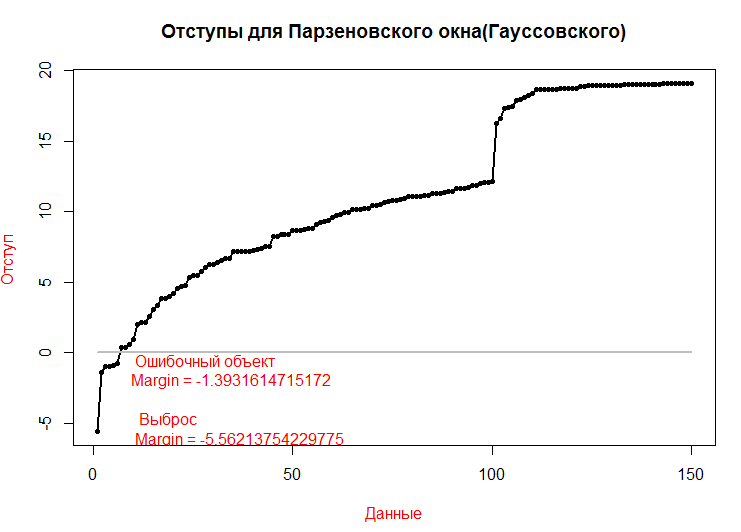 Отступы для Парзеновского окна(Гауссовского)
20
15
10
5
0
-5
Отступ
Ошибочный объект
Margin = -1.3931614715172
Выброс
Margin = -5.56213754229775
0 50 100 150
Данные